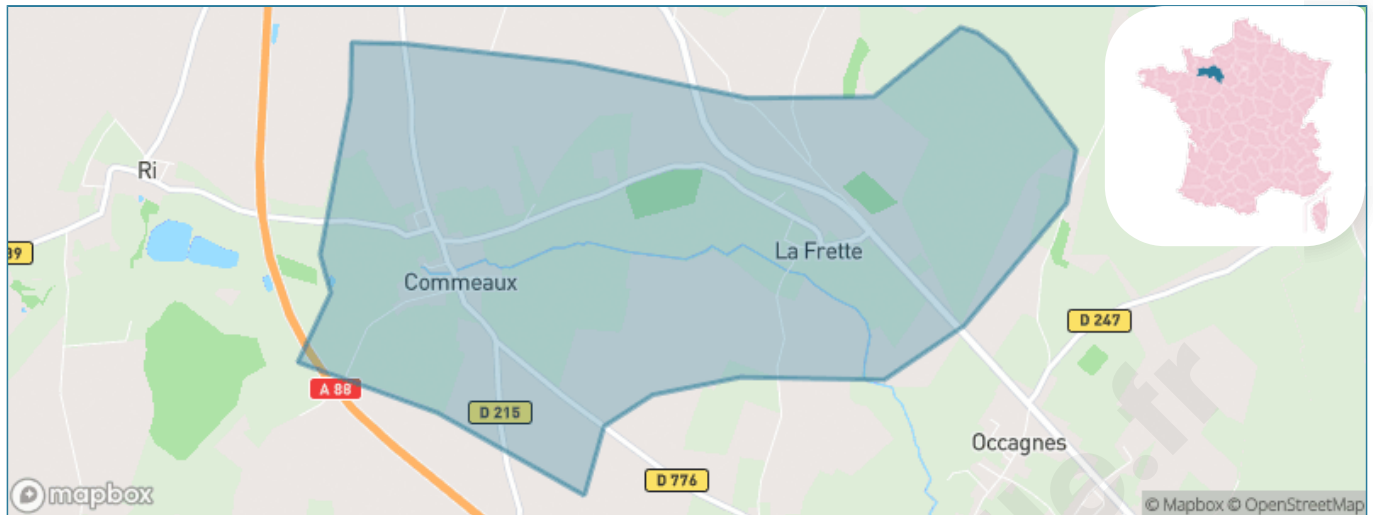 Ri
39
Commeaux
La Frette
D 247
A 88
D 215
Occagnes
D 776
mapbox
© Mapbox © OpenStreetMap